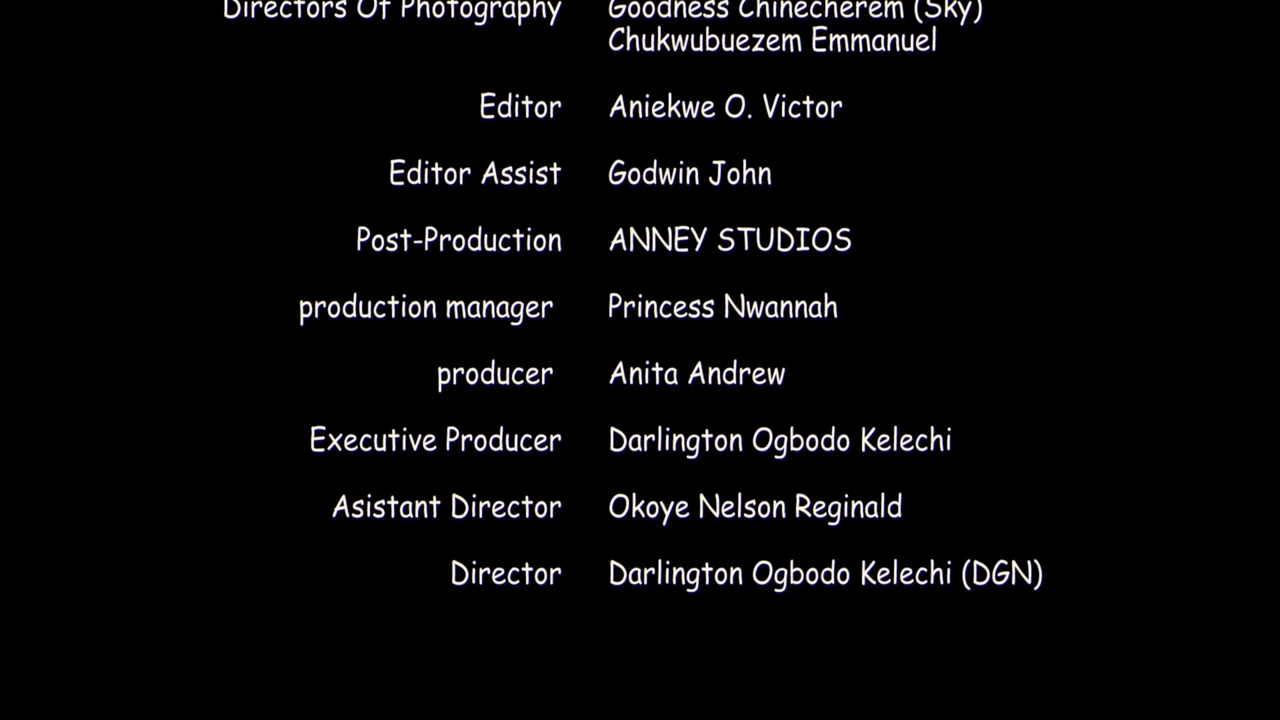 Directors Of Photography Goodness Chinecherem (Sky)
Chukwubuezem Emmanuel
Editor Aniekwe O. Victor
Editor Assist Godwin John
Post-Production ANNEY STUDIOS
production manager Princess Nwannah
producer Anita Andrew
Executive Producer Darlington Ogbodo Kelechi
Asistant Director Okoye Nelson Reginald
Director Darlington Ogbodo Kelechi (DGN)